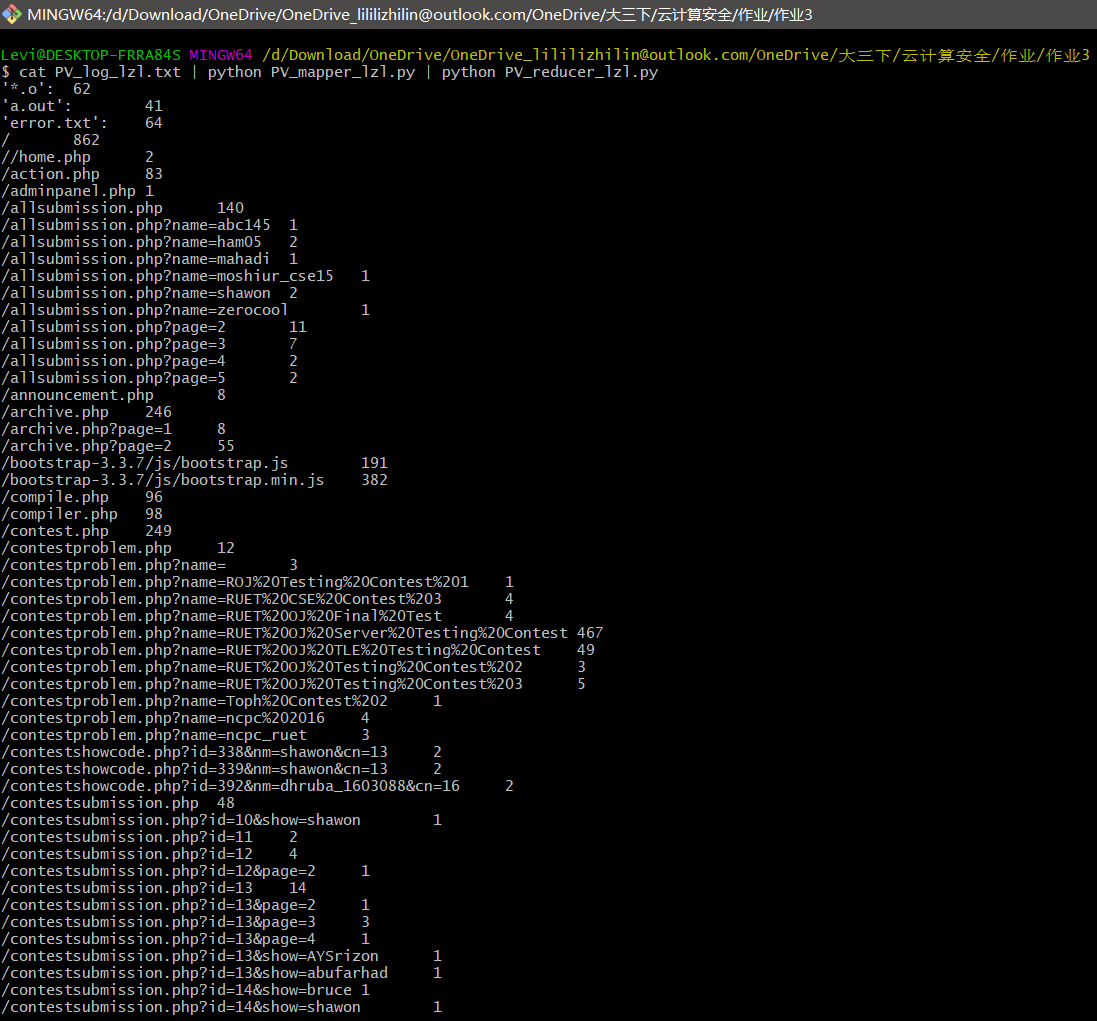 MINGW64:/d/Download/OneDrive/OneDrive_lililizhilin@outlook.com/OneDrive/大三下/云计算安全/作业/作业3
Levi@DESKTOP-FRRA84S MINGW64 /d/Download/OneDrive/OneDrive_lililizhilin@outlook.com/OneDrive/大三下/云计算安全/作业/作业3
$ cat PV_log_lzl.txt | python PV_mapper_lzl.py | python PV_reducer_lzl.py
'*.o': 62
'a.out': 41
'error.txt': 64
/ 862
//home.php 2
/action.php 83
/adminpanel.php 1
/allsubmission.php 140
/allsubmission.php?name=abc145 1
/allsubmission.php?name=ham05 2
/allsubmission.php?name=mahadi 1
/allsubmission.php?name=moshiur_cse15 1
/allsubmission.php?name=shawon 2
/allsubmission.php?name=zerocool 1
/allsubmission.php?page=2 11
/allsubmission.php?page=3 7
/allsubmission.php?page=4 2
/allsubmission.php?page=5 2
/announcement.php 8
/archive.php 246
/archive.php?page=1 8
/archive.php?page=2 55
/bootstrap-3.3.7/js/bootstrap.js 191
/bootstrap-3.3.7/js/bootstrap.min.js 382
/compile.php 96
/compiler.php 98
/contest.php 249
/contestproblem.php 12
/contestproblem.php?name= 3
/contestproblem.php?name=ROJ%20Testing%20Contest%201 1
/contestproblem.php?name=RUET%20CSE%20Contest%203 4
/contestproblem.php?name=RUET%20OJ%20Final%20Test 4
/contestproblem.php?name=RUET%20OJ%20Server%20Testing%20Contest 467
/contestproblem.php?name=RUET%20OJ%20TLE%20Testing%20Contest 49
/contestproblem.php?name=RUET%20OJ%20Testing%20Contest%202 3
/contestproblem.php?name=RUET%20OJ%20Testing%20Contest%203 5
/contestproblem.php?name=Toph%20Contest%202 1
/contestproblem.php?name=ncpc%202016 4
/contestproblem.php?name=ncpc_ruet 3
/contestshowcode.php?id=338&nm=shawon&cn=13 2
/contestshowcode.php?id=339&nm=shawon&cn=13 2
/contestshowcode.php?id=392&nm=dhruba_1603088&cn=16 2
/contestsubmission.php 48
/contestsubmission.php?id=10&show=shawon 1
/contestsubmission.php?id=11 2
/contestsubmission.php?id=12 4
/contestsubmission.php?id=12&page=2 1
/contestsubmission.php?id=13 14
/contestsubmission.php?id=13&page=2 1
/contestsubmission.php?id=13&page=3 3
/contestsubmission.php?id=13&page=4 1
/contestsubmission.php?id=13&show=AYSrizon 1
/contestsubmission.php?id=13&show=abufarhad 1
/contestsubmission.php?id=14&show=bruce 1
/contestsubmission.php?id=14&show=shawon 1